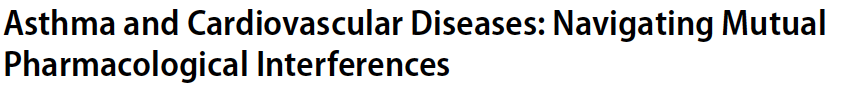 Asthma and Cardiovascular Diseases: Navigating Mutual
Pharmacological Interferences